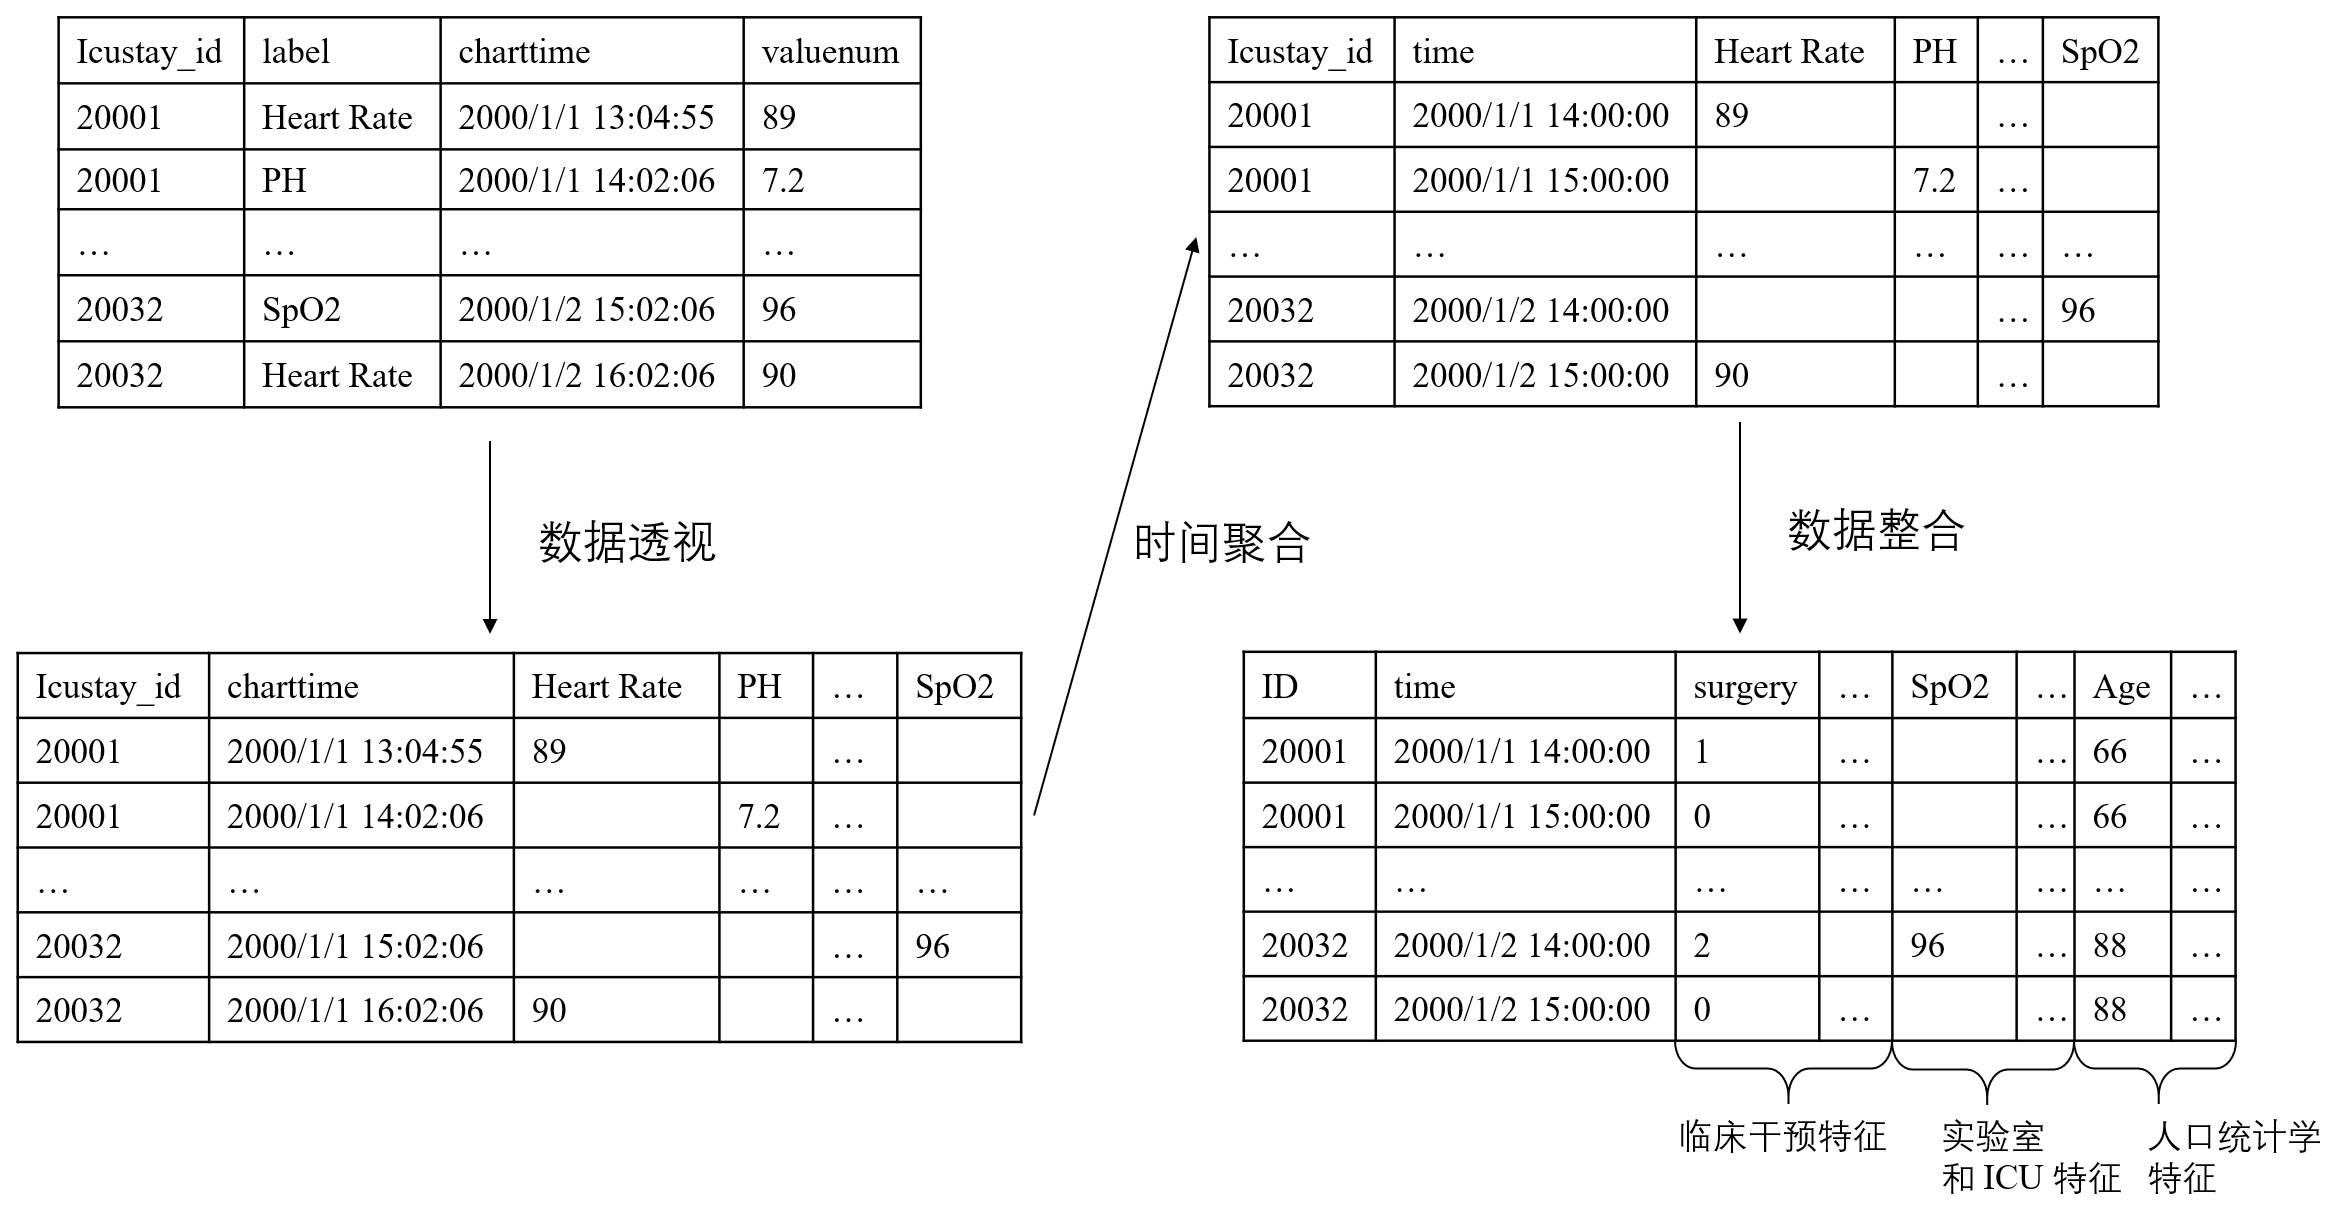 Icustay_id label charttime valuenum
20001 Heart Rate 2000/1/1 13:04:55 89
20001 PH 2000/1/1 14:02:06 7.2
… … … …
20032 SpO2 2000/1/2 15:02:06 96
20032 Heart Rate 2000/1/2 16:02:06 90
数据透视
Icustay_id charttime Heart Rate PH … SpO2
20001 2000/1/1 13:04:55 89 …
20001 2000/1/1 14:02:06 7.2 …
… … … … … …
20032 2000/1/1 15:02:06 … 96
20032 2000/1/1 16:02:06 90 …
时间聚合
Icustay_id time Heart Rate PH … SpO2
20001 2000/1/1 14:00:00 89 …
20001 2000/1/1 15:00:00 7.2 …
… … … … … …
20032 2000/1/2 14:00:00 … 96
20032 2000/1/2 15:00:00 90 …
数据整合
ID time surgery … SpO2 … Age …
20001 2000/1/1 14:00:00 1 … … 66 …
20001 2000/1/1 15:00:00 0 … … 66 …
… … … … … … … …
20032 2000/1/2 14:00:00 2 96 … 88 …
20032 2000/1/2 15:00:00 0 … … 88 …
临床干预特征
实验室
和 ICU 特征
人口统计学
特征